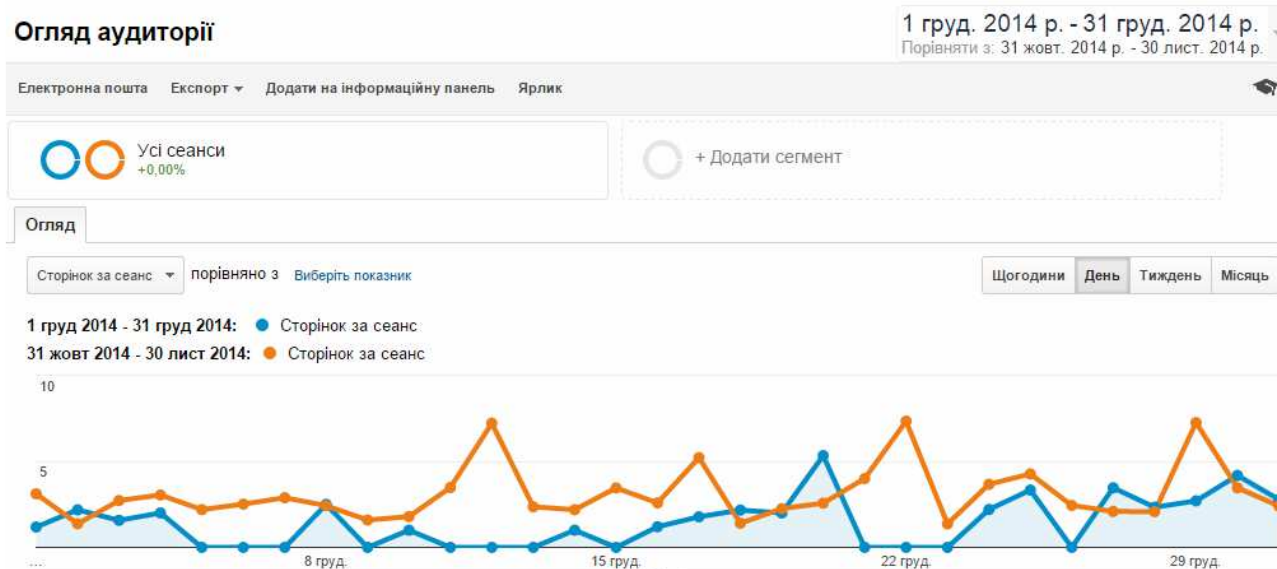 Огляд аудиторії
1 груд. 2014 р. - 31 груд. 2014 р.
Порівняти з: 31 жовт. 2014 р. - 30 лист. 2014 р.
Електронна пошта Експорт Додати на інформаційну панель Ярлик
Усі сеанси
+0,00%
+ Додати сегмент
Огляд
Сторінок за сеанс порівняно з Виберіть показник
Щогодини День Тиждень Місяць
1 груд 2014 - 31 груд 2014: Сторінок за сеанс
31 жовт 2014 - 30 лист 2014: Сторінок за сеанс
10
5
... 8 груд. 15 груд. 22 груд. 29 груд.